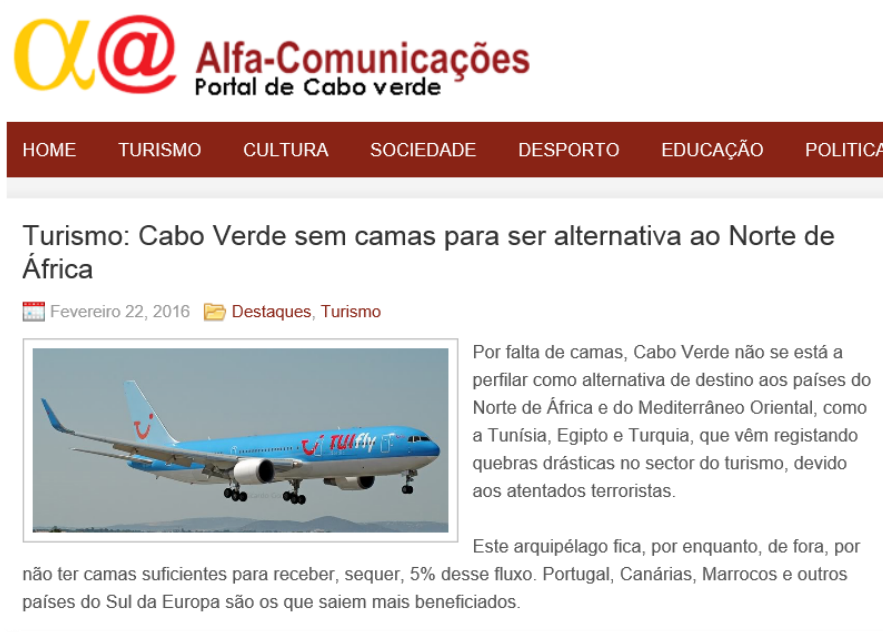 α@ Alfa-Comunicações
Portal de Cabo verde
HOME TURISMO CULTURA SOCIEDADE DESPORTO EDUCAÇÃO POLITICA
Turismo: Cabo Verde sem camas para ser alternativa ao Norte de
África
Fevereiro 22, 2016 Destaques, Turismo
TUIfly
Por falta de camas, Cabo Verde não se está a
perfilar como alternativa de destino aos países do
Norte de África e do Mediterrâneo Oriental, como
a Tunísia, Egipto e Turquia, que vêm registando
quebras drásticas no sector do turismo, devido
aos atentados terroristas.
Este arquipélago fica, por enquanto, de fora, por
não ter camas suficientes para receber, sequer, 5% desse fluxo. Portugal, Canárias, Marrocos e outros
países do Sul da Europa são os que saiem mais beneficiados.